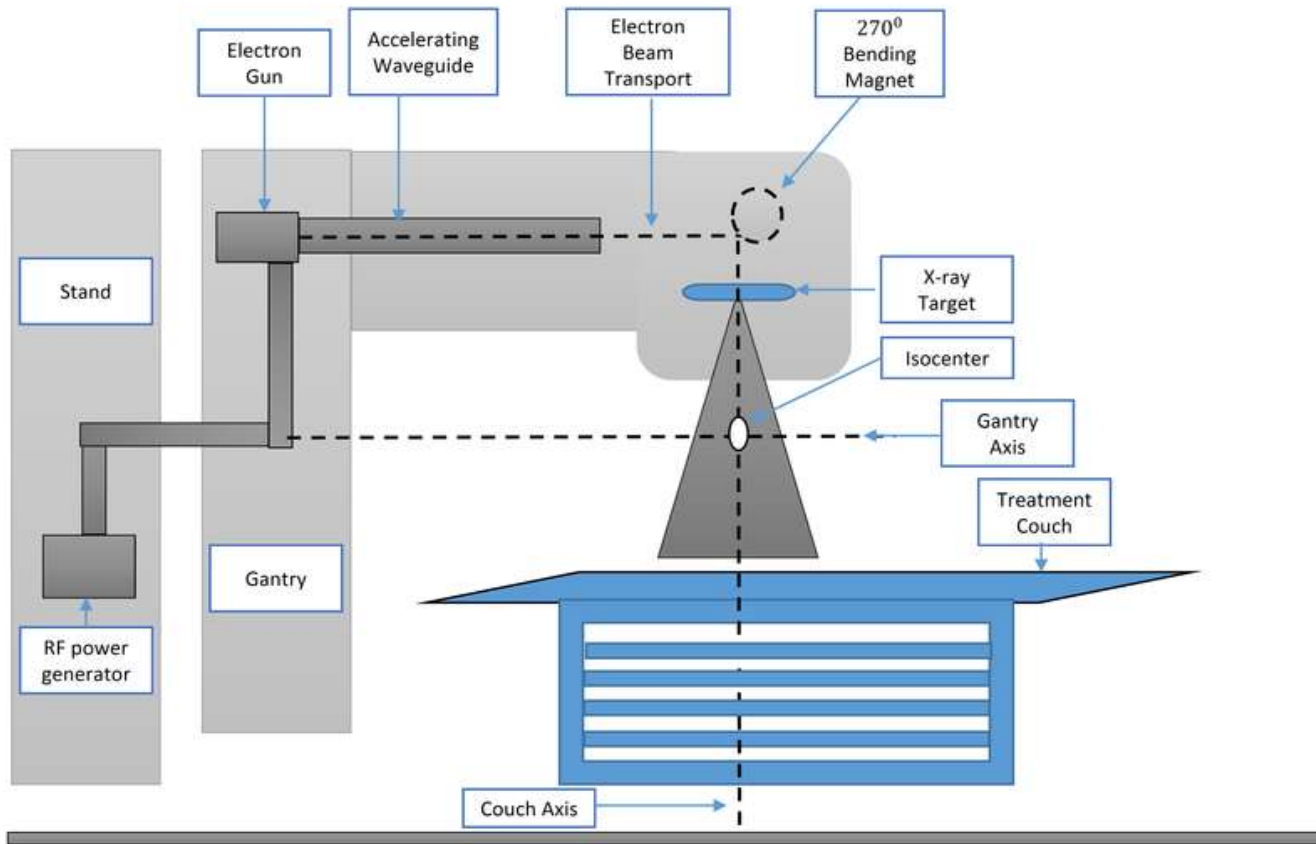 Electron
Gun
Accelerating
Waveguide
Electron
Beam
Transport
270⁰
Bending
Magnet
Stand
X-ray
Target
Isocenter
Gantry
Axis
Treatment
Couch
Gantry
RF power
generator
Couch Axis